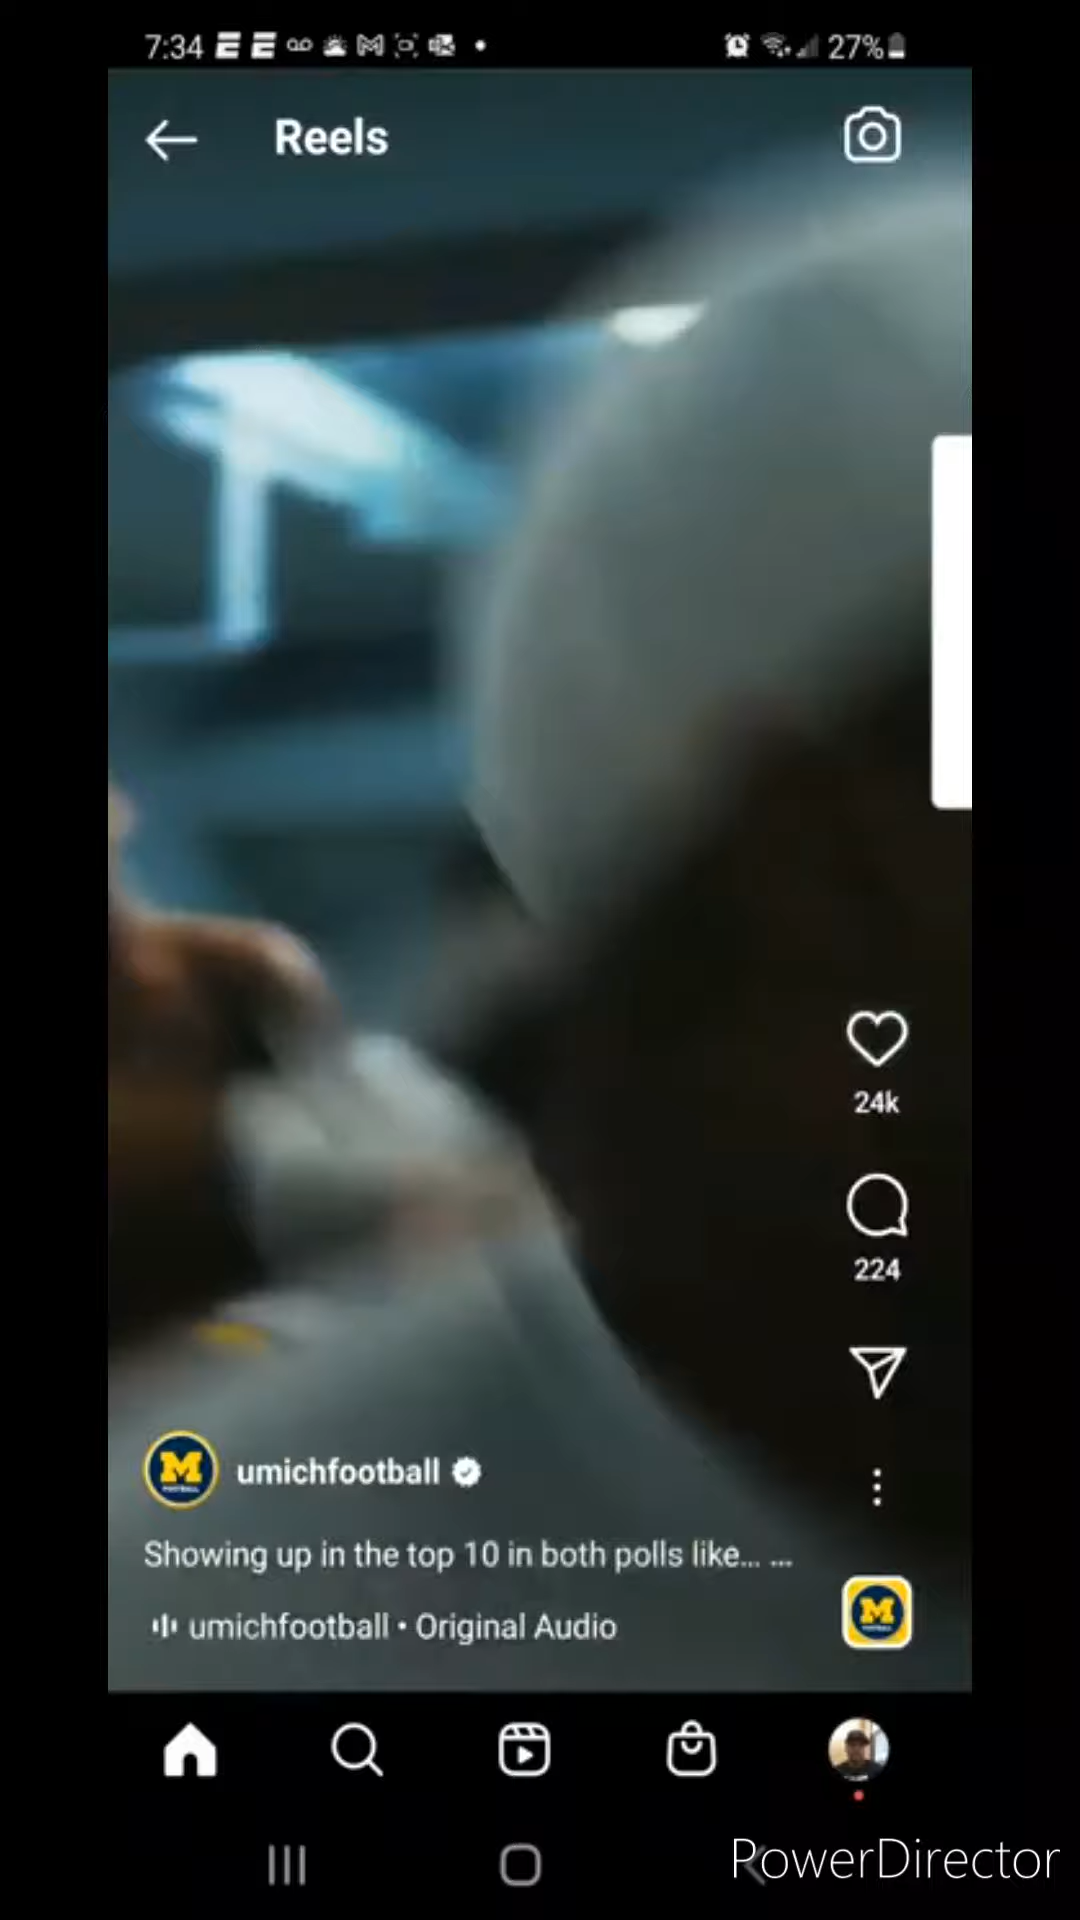 7:34
27%
Reels
24k
224
umichfootball
Showing up in the top 10 in both polls like... ...
umichfootball • Original Audio
M
FOOTBALL
M
PowerDirector